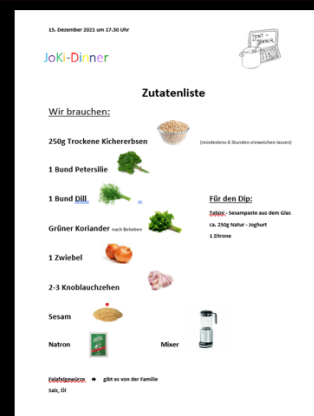 15. Dezember 2021 um 17.30 Uhr
JoKi-Dinner
Zutatenliste
Wir brauchen:
250g Trockene Kichererbsen (mindestens 6 Stunden einweichen lassen)
1 Bund Petersilie
1 Bund Dill
Für den Dip:
Tahini - Sesampaste aus dem Glas
ca. 250g Natur - Joghurt
1 Zitrone
Grüner Koriander nach Belieben
1 Zwiebel
2-3 Knoblauchzehen
Sesam
Natron Mixer
Falafelgewürz → gibt es von der Familie
Salz, Öl